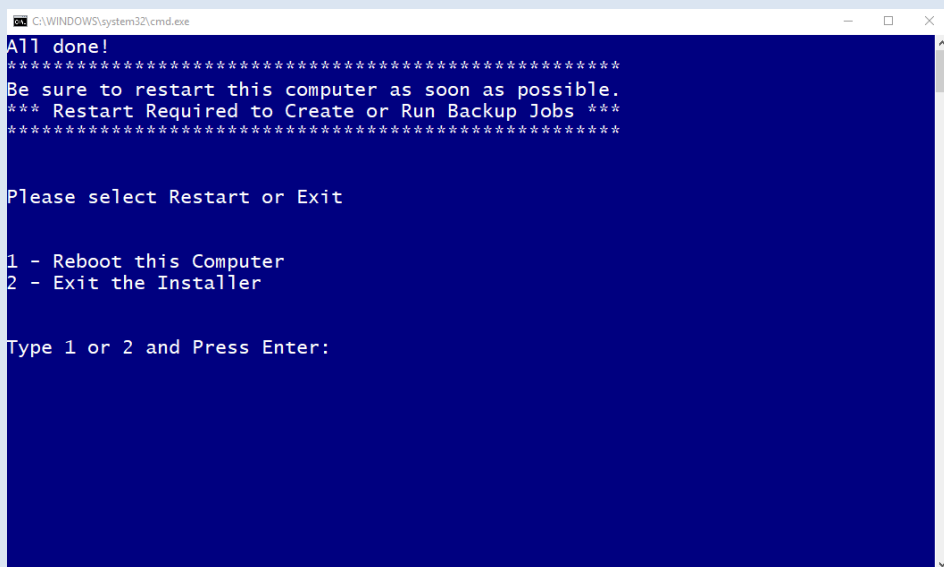 C:\WINDOWS\system32\cmd.exe
All done!
*****************************************************
Be sure to restart this computer as soon as possible.
*** Restart Required to Create or Run Backup Jobs ***
*****************************************************
Please select Restart or Exit
1 - Reboot this Computer
2 - Exit the Installer
Type 1 or 2 and Press Enter: